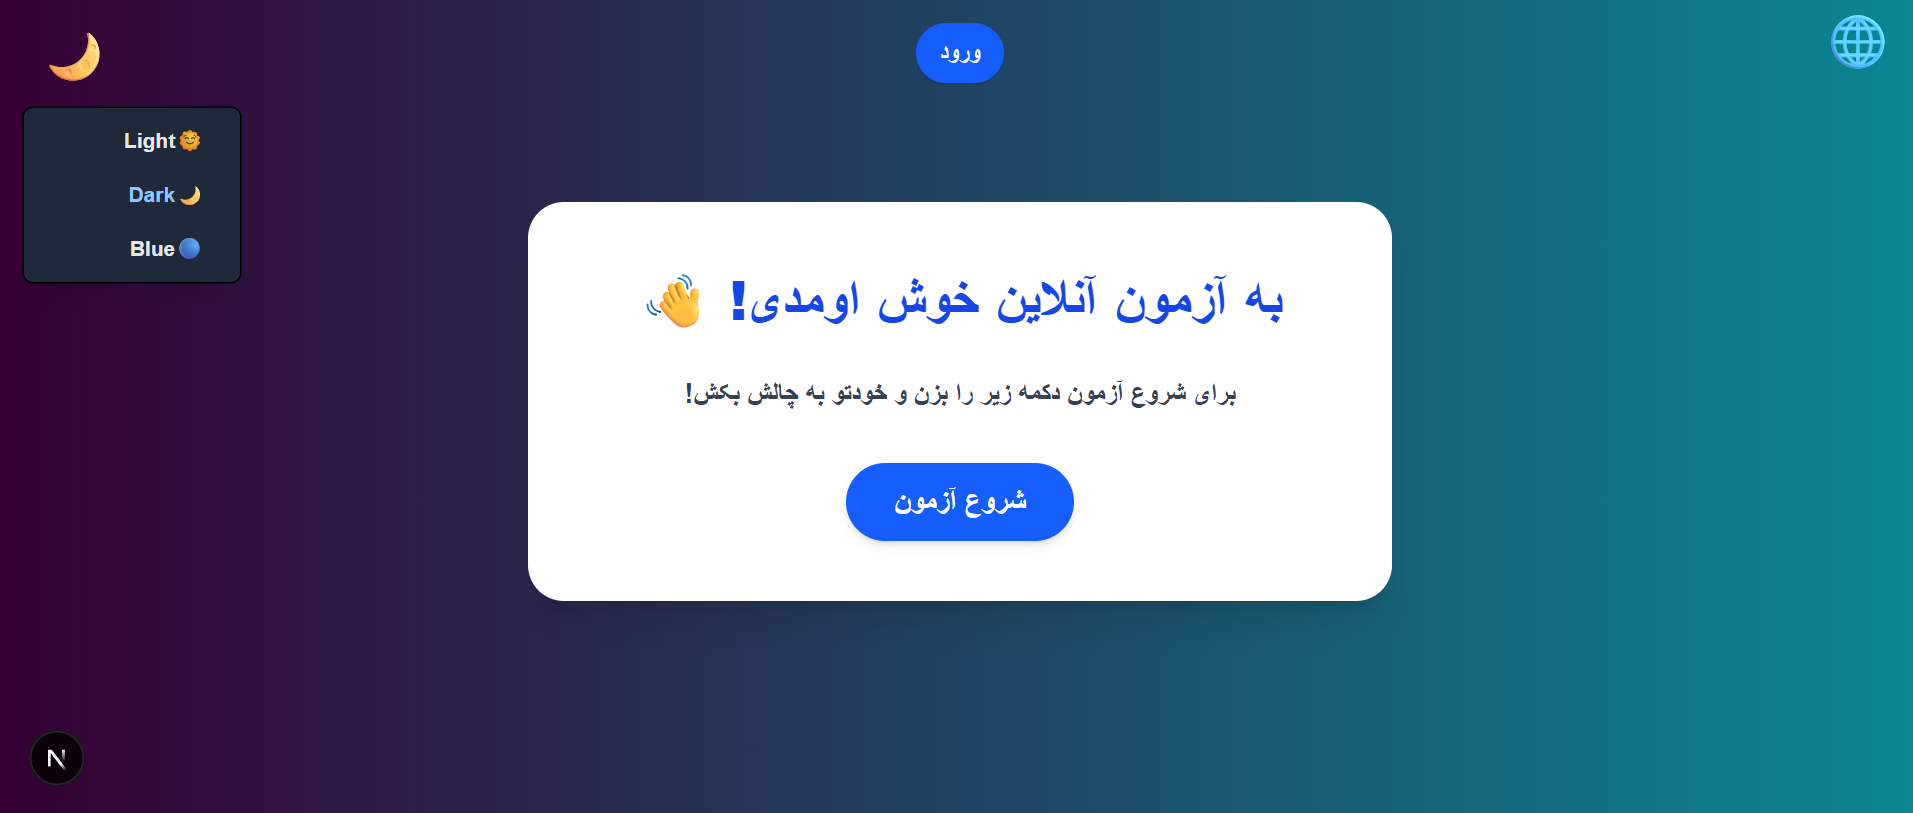 ورود
Light
Dark
Blue
به آزمون آنلاین خوش اومدی! 👋
برای شروع آزمون دکمه زیر را بزن و خودتو به چالش بکش!
شروع آزمون
N